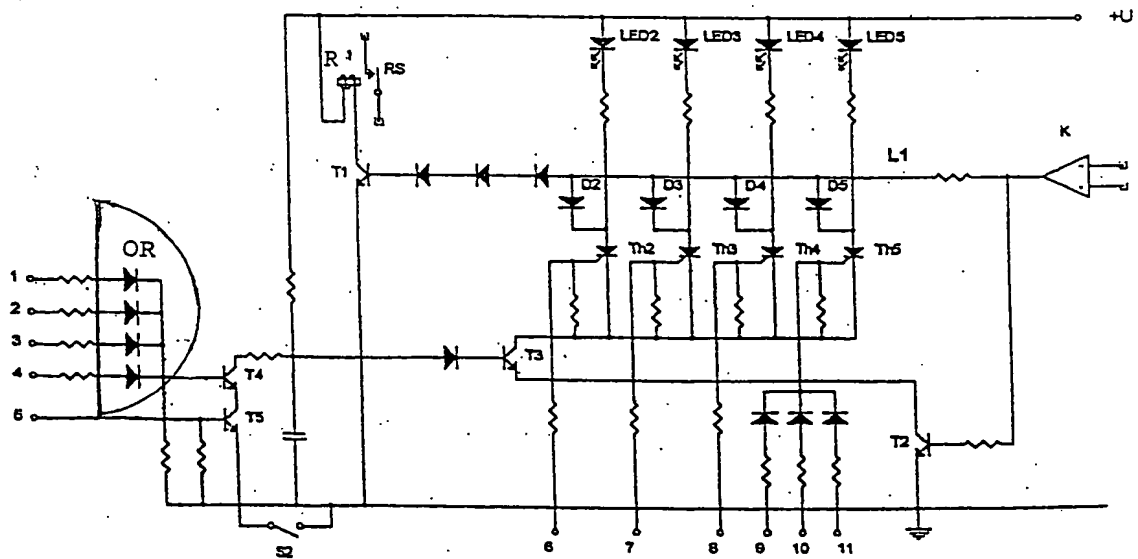 +U
LED2 LED3 LED4 LED5
R RS
K
L1
T1
D2 D3 D4 D5
OR
Th2 Th3 Th4 Th5
1
2
3
4
T4 T3
5
T5
T2
S2
6 7 8 9 10 11